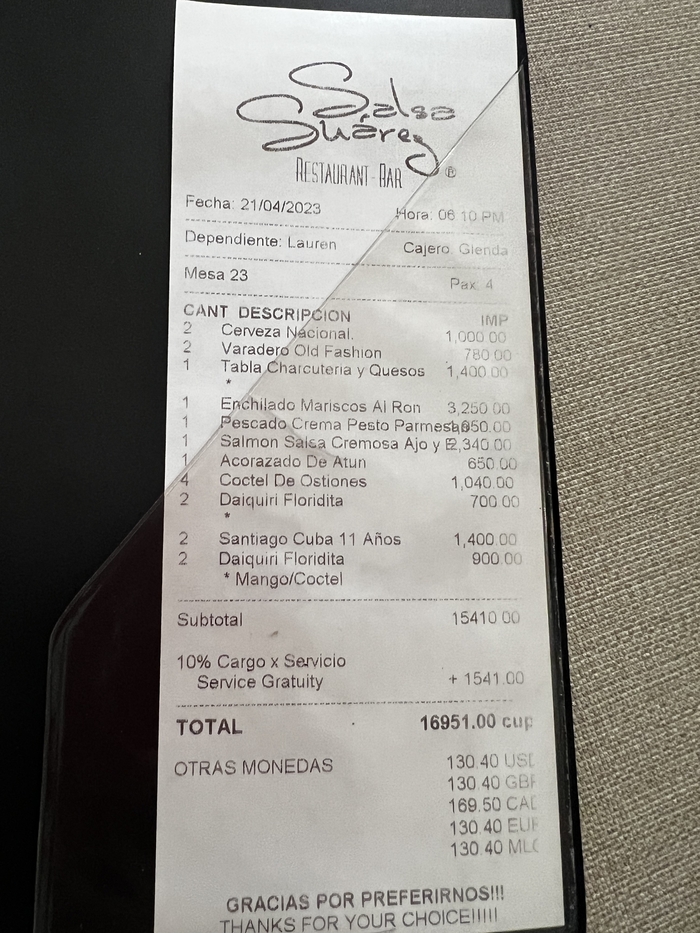 Salsa
Suárez
RESTAURANT-BAR ®
Fecha: 21/04/2023 Hora: 06:10 PM
Dependiente: Lauren Cajero: Glenda
Mesa 23 Pax: 4
CANT DESCRIPCION IMP
2 Cerveza Nacional. 1,000.00
2 Varadero Old Fashion 780.00
1 Tabla Charcuteria y Quesos 1,400.00
*
1 Enchilado Mariscos Al Ron 3,250.00
1 Pescado Crema Pesto Parmesa 1,950.00
1 Salmon Salsa Cremosa Ajo y E 2,340.00
1 Acorazado De Atun 650.00
4 Coctel De Ostiones 1,040.00
2 Daiquiri Floridita 700.00
*
2 Santiago Cuba 11 Años 1,400.00
2 Daiquiri Floridita 900.00
* Mango/Coctel
Subtotal 15410.00
10% Cargo x Servicio
Service Gratuity + 1541.00
TOTAL 16951.00 cup
OTRAS MONEDAS 130.40 USD
130.40 GBP
169.50 CAD
130.40 EUR
130.40 MLC
GRACIAS POR PREFERIRNOS!!!
THANKS FOR YOUR CHOICE!!!!!